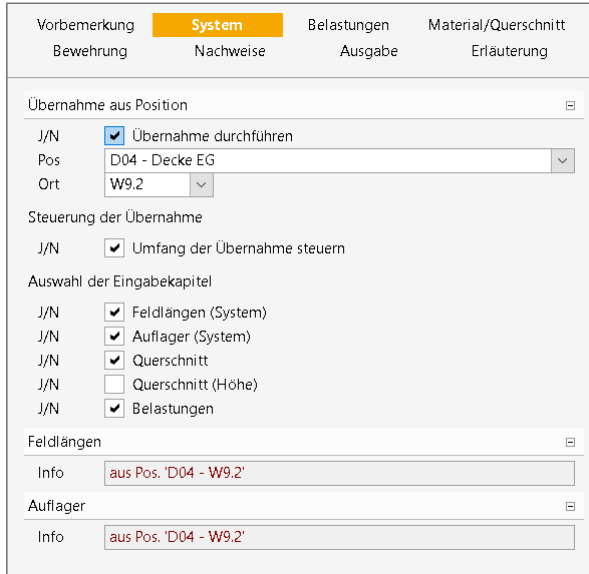 Vorbemerkung System Belastungen Material/Querschnitt
Bewehrung Nachweise Ausgabe Erläuterung
Übernahme aus Position
J/N Übernahme durchführen
Pos D04 - Decke EG
Ort W9.2
Steuerung der Übernahme
J/N Umfang der Übernahme steuern
Auswahl der Eingabekapitel
J/N Feldlängen (System)
J/N Auflager (System)
J/N Querschnitt
J/N Querschnitt (Höhe)
J/N Belastungen
Feldlängen
Info aus Pos. 'D04 - W9.2'
Auflager
Info aus Pos. 'D04 - W9.2'